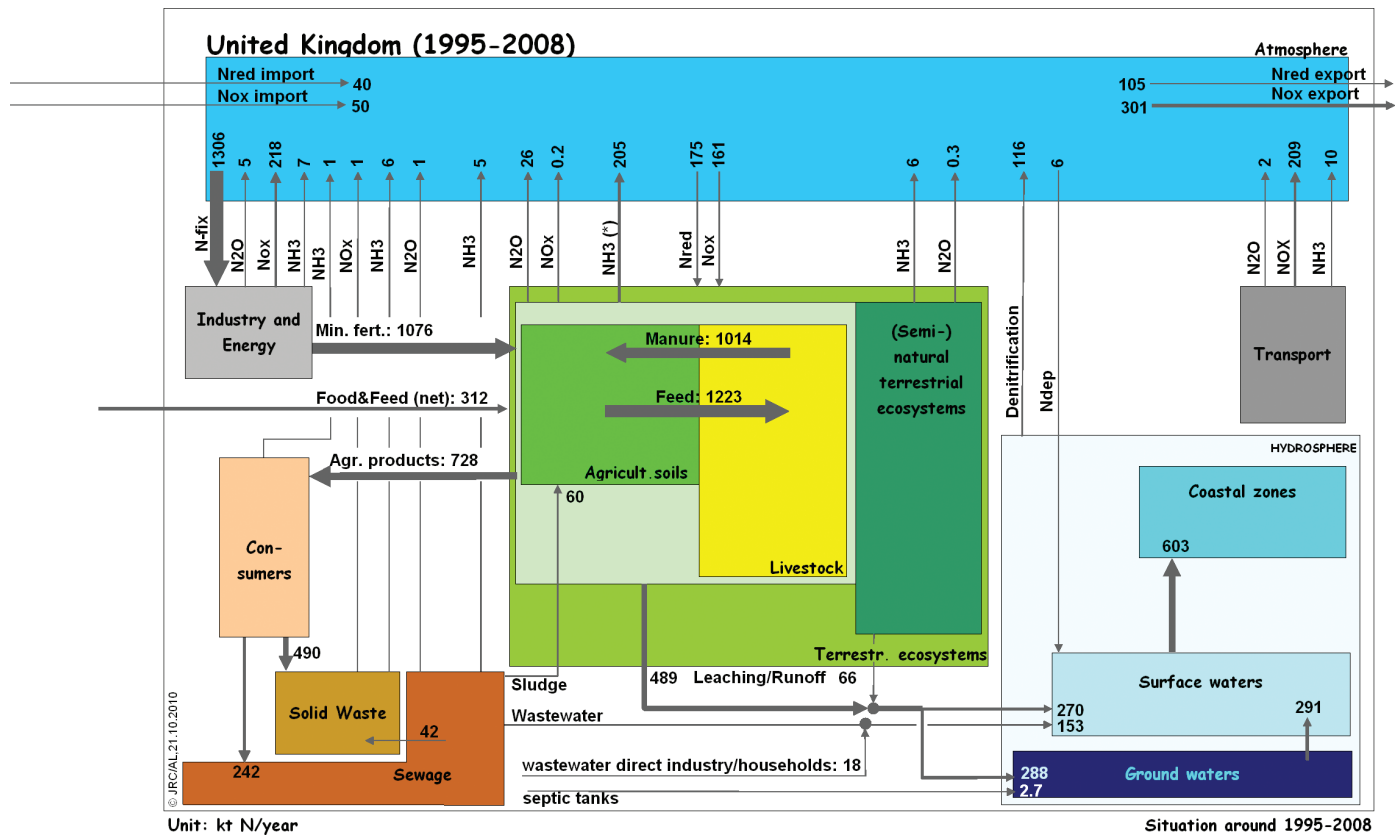 United Kingdom (1995-2008)
Atmosphere
Nred import
40
Nox import
50
105
Nred export
301
Nox export
1306
5
218
7
1
1
6
1
5
26
0.2
205
175
161
6
0.3
116
6
2
209
10
N-fix
N2O
Nox
NH3
NH3
NOx
NH3
N2O
NH3
N2O
NOx
NH3 (*)
Nred
Nox
NH3
N2O
Denitrification
Ndep
N2O
NOX
NH3
Industry and
Energy
Min. fert.: 1076
Manure: 1014
Feed: 1223
(Semi-)
natural
terrestrial
ecosystems
Transport
Food&Feed (net): 312
Agr. products: 728
Agricult.soils
60
Livestock
HYDROSPHERE
Coastal zones
603
Con-
sumers
490
Terrestr. ecosystems
489
Leaching/Runoff
66
Sludge
Surface waters
Solid Waste
Wastewater
270
153
291
42
242
Sewage
wastewater direct industry/households: 18
septic tanks
288
2.7
Ground waters
© JRC/AL,21.10.2010
Unit: kt N/year
Situation around 1995-2008